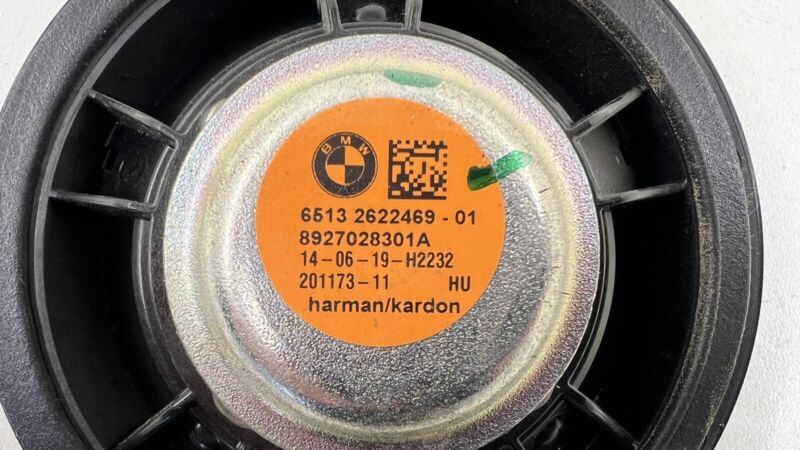 BMW
6513 2622469 - 01
8927028301A
14-06-19-H2232
201173-11 HU
harman/kardon